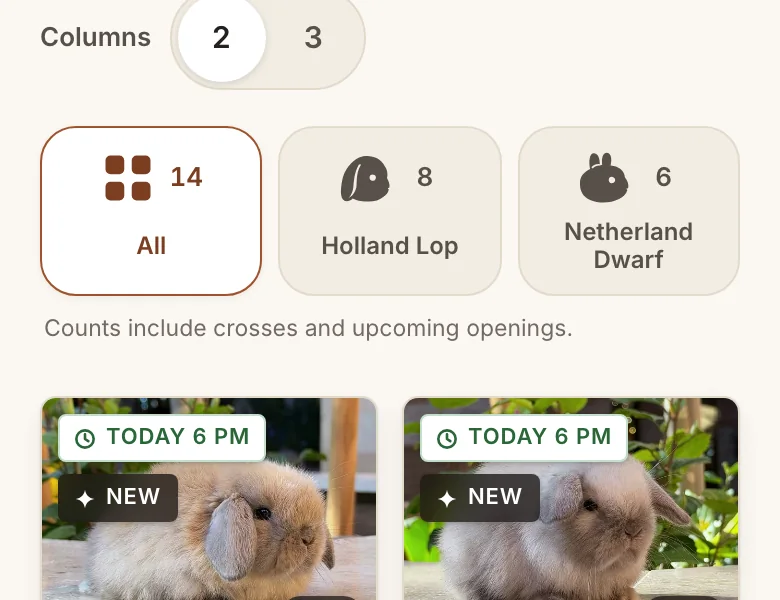 Columns 2 3
14 8 6
All Holland Lop Netherland
Dwarf
Counts include crosses and upcoming openings.
TODAY 6 PM TODAY 6 PM
NEW NEW